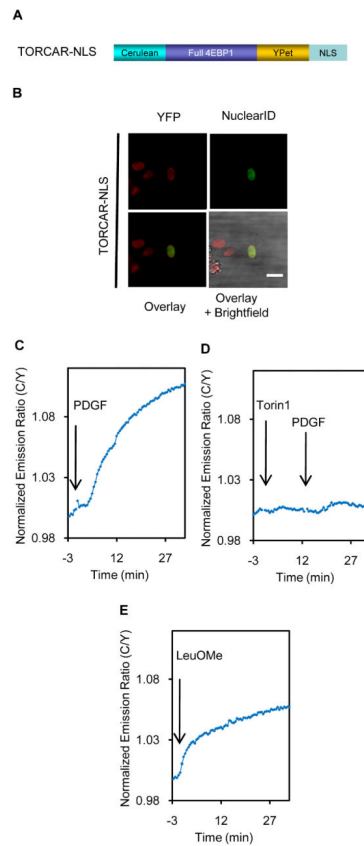 A
TORCAR-NLS
Cerulean Full 4EBP1 YPet NLS
B
YFP NuclearID
TORCAR-NLS
Overlay Overlay + Brightfield
C
Normalized Emission Ratio (C/Y)
1.08
1.03
0.98
PDGF
-3 12 27
Time (min)
D
Normalized Emission Ratio (C/Y)
1.08
1.03
0.98
Torin1
PDGF
-3 12 27
Time (min)
E
Normalized Emission Ratio (C/Y)
1.08
1.03
0.98
LeuOMe
-3 12 27
Time (min)